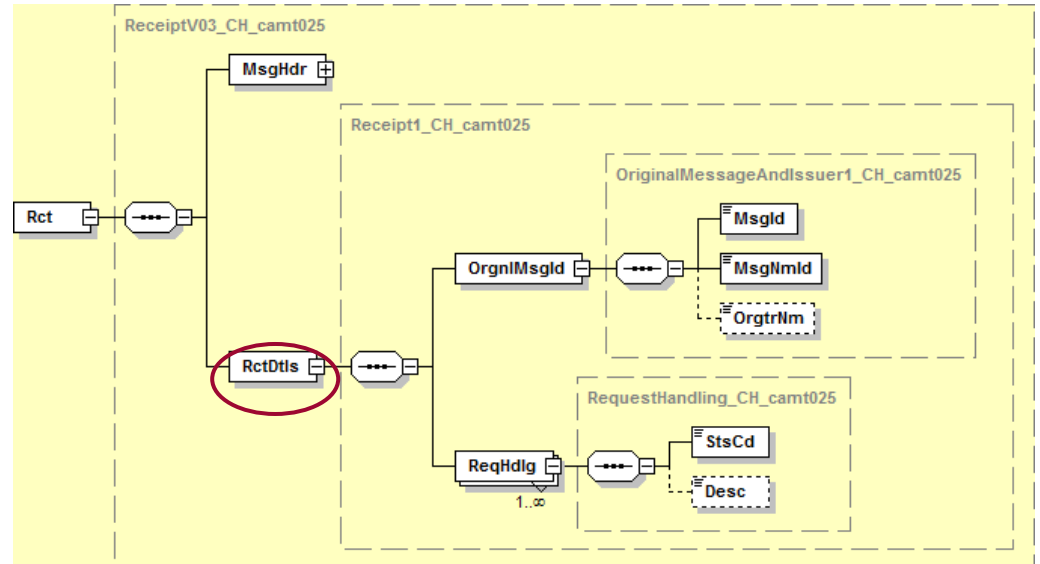 ReceiptV03_CH_camt025
MsgHdr
Receipt1_CH_camt025
OriginalMessageAndIssuer1_CH_camt025
Rct
MsgId
OrgnlMsgId
MsgNmId
OrgtrNm
RctDtls
RequestHandling_CH_camt025
StsCd
ReqHdlg
Desc
1..∞